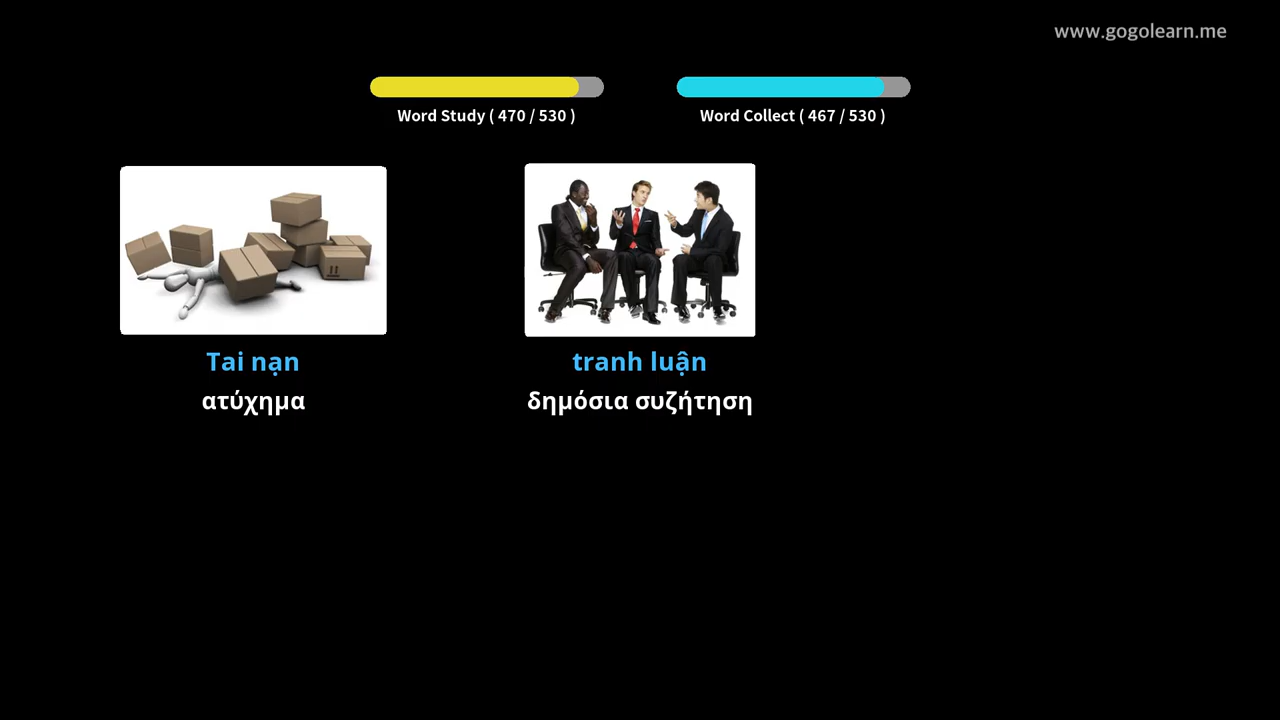 www.gogolearn.me
Word Study ( 470 / 530 )
Word Collect ( 467 / 530 )
Tai nạn
ατύχημα
tranh luận
δημόσια συζήτηση